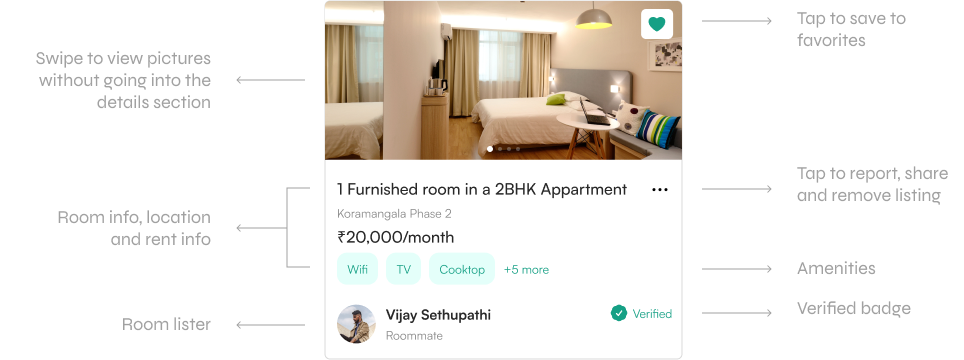 Swipe to view pictures
without going into the
details section
Tap to save to
favorites
Room info, location
and rent info
1 Furnished room in a 2BHK Appartment
Koramangala Phase 2
₹20,000/month
Wifi
TV
Cooktop
+5 more
Tap to report, share
and remove listing
Amenities
Room lister
Vijay Sethupathi
Roommate
Verified
Verified badge